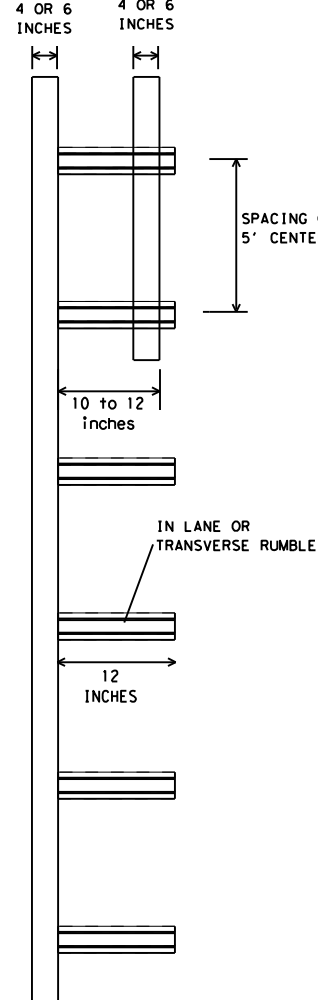 4 OR 6
INCHES
4 OR 6
INCHES
SPACING
5' CENTE
10 to 12
inches
IN LANE OR
TRANSVERSE RUMBLE
12
INCHES